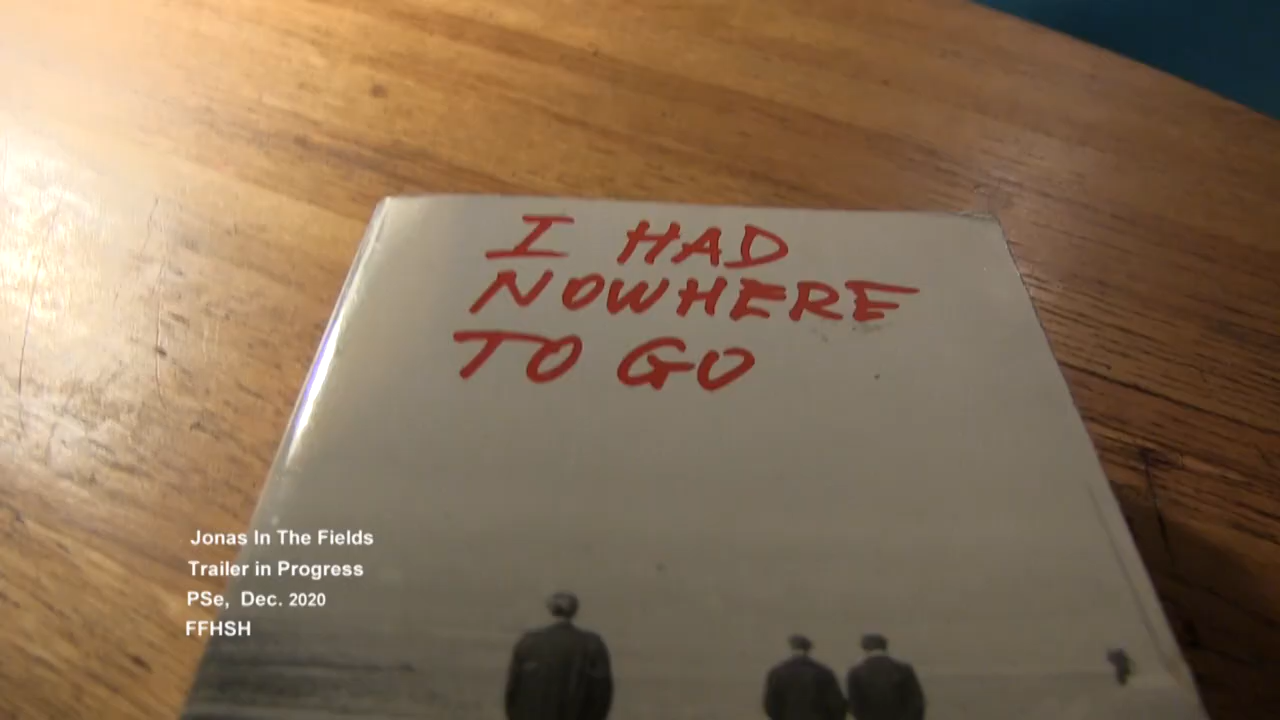 I HAD
NOWHERE
TO GO
Jonas In The Fields
Trailer in Progress
PSe, Dec. 2020
FFHSH